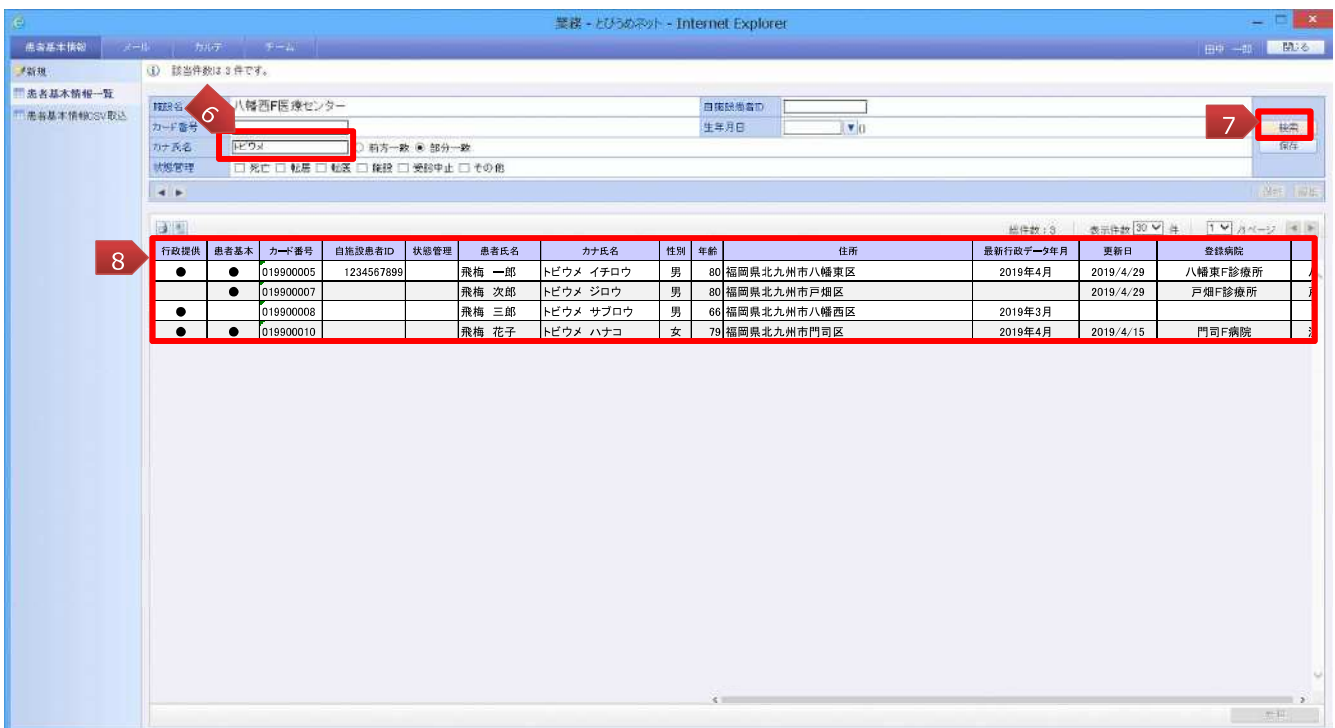 業務 - とびうめネット - Internet Explorer
患者基本情報 メール カルテ チーム 田中 一郎 閉じる
新規
患者基本情報一覧
患者基本情報CSV取込
該当件数は 3 件です。
施設名 八幡西F医療センター 自施設患者ID
カード番号 生年月日 ()
カナ氏名 トビウメ 前方一致 部分一致
状態管理 死亡 転居 転医 施設 受診中止 その他
検索
保存
6
7
8
総件数:3 表示件数 30 件 1 /1ページ
行政提供 患者基本 カード番号 自施設患者ID 状態管理 患者氏名 カナ氏名 性別 年齢 住所 最新行政データ年月 更新日 登録病院
● ● 019900005 1234567899 飛梅 一郎 トビウメ イチロウ 男 80 福岡県北九州市八幡東区 2019年4月 2019/4/29 八幡東F診療所
● 019900007 飛梅 次郎 トビウメ ジロウ 男 80 福岡県北九州市戸畑区 2019/4/29 戸畑F診療所
● 019900008 飛梅 三郎 トビウメ サブロウ 男 66 福岡県北九州市八幡西区 2019年3月
● ● 019900010 飛梅 花子 トビウメ ハナコ 女 79 福岡県北九州市門司区 2019年4月 2019/4/15 門司F病院